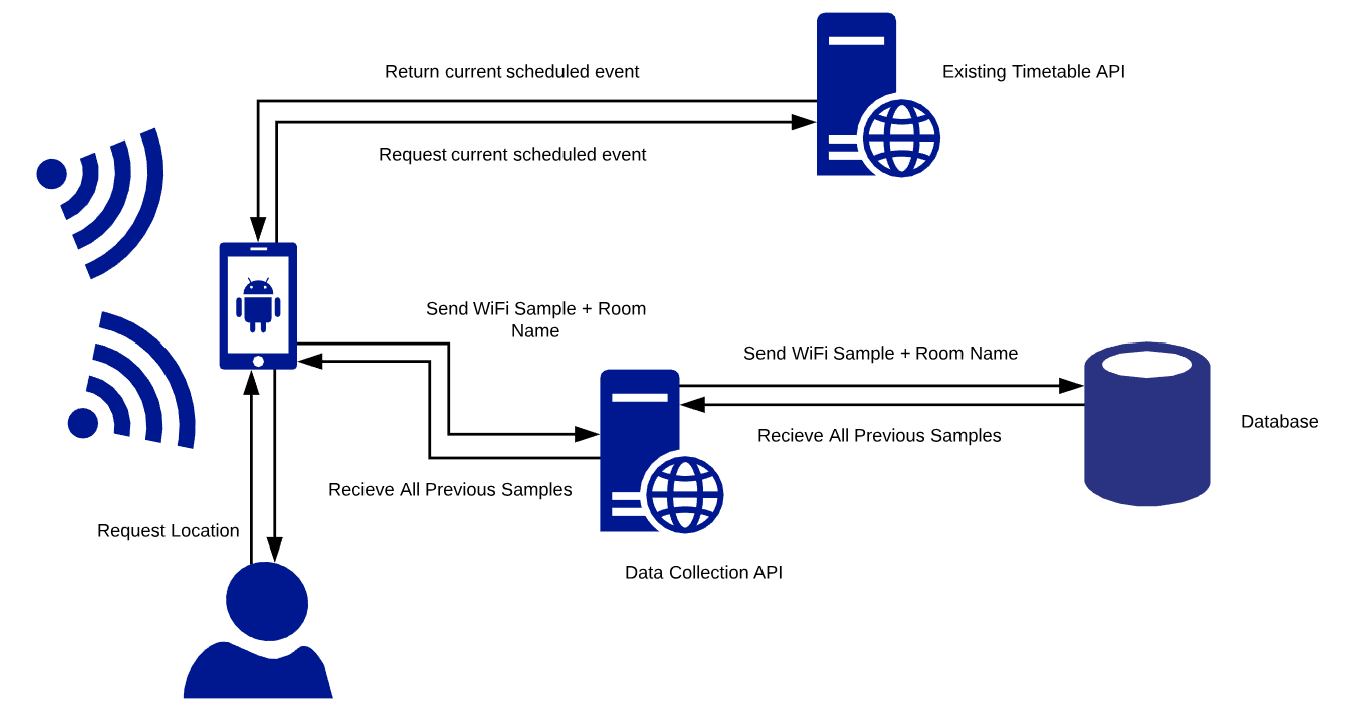 Return current scheduled event
Existing Timetable API
Request current scheduled event
Send WiFi Sample + Room
Name
Send WiFi Sample + Room Name
Database
Recieve All Previous Samples
Recieve All Previous Samples
Request Location
Data Collection API